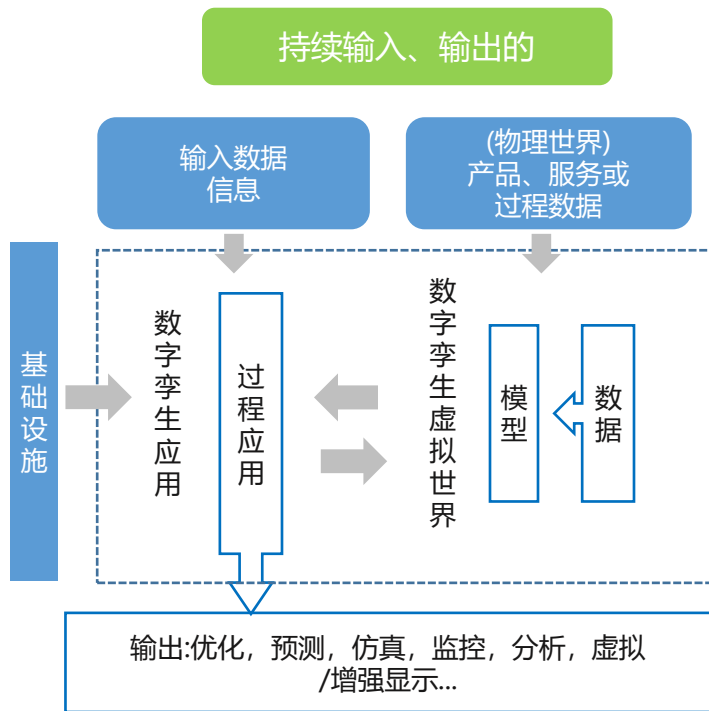 持续输入、输出的
输入数据
信息
(物理世界)
产品、服务或
过程数据
基础设施
数字孪生应用
过程应用
数字孪生虚拟世界
模型
数据
输出:优化，预测，仿真，监控，分析，虚拟
/增强显示...